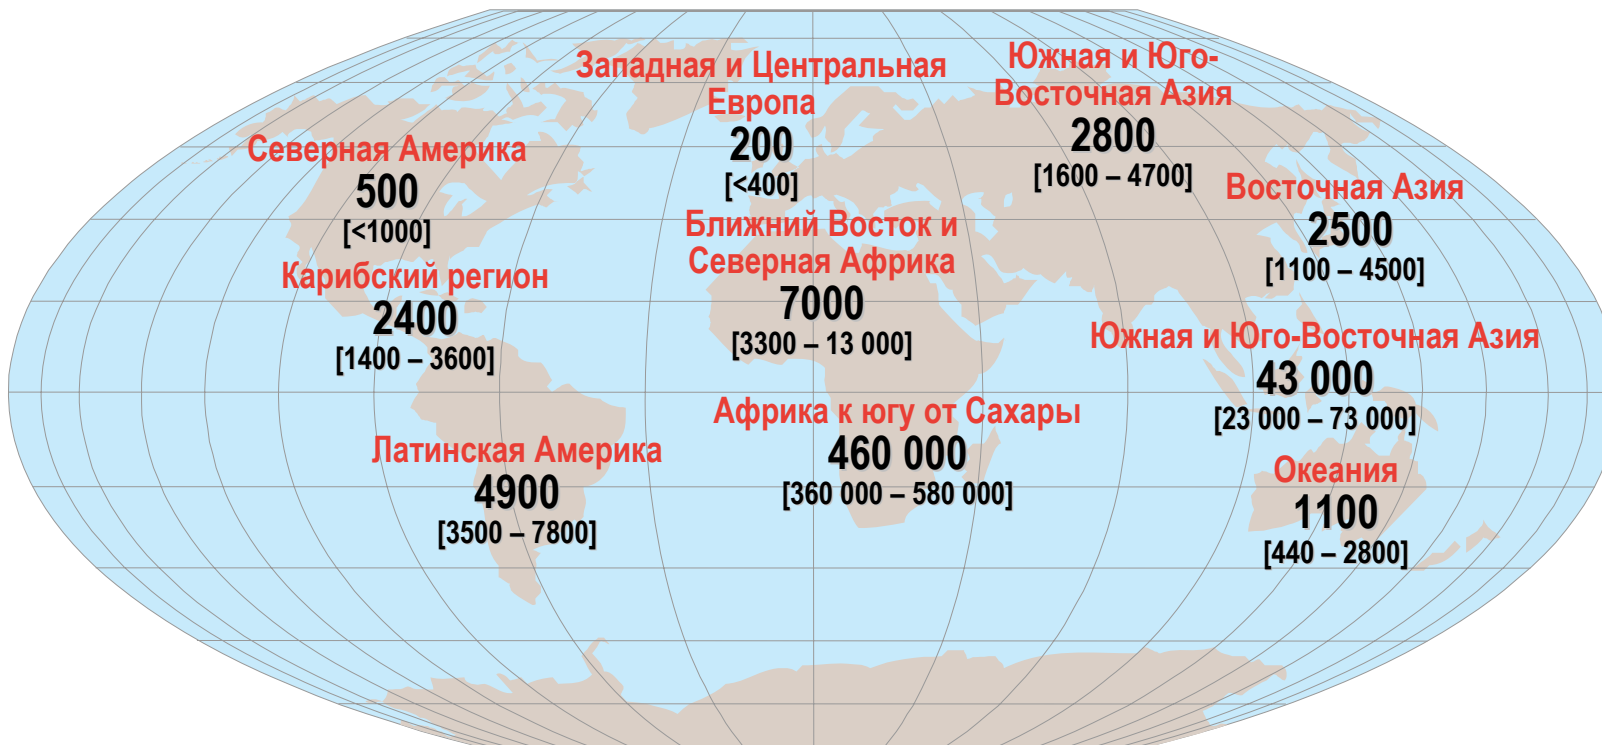 Западная и Центральная
Европа
200
[<400]
Южная и Юго-
Восточная Азия
2800
[1600 – 4700]
Северная Америка
500
[<1000]
Восточная Азия
2500
[1100 – 4500]
Ближний Восток и
Северная Африка
7000
[3300 – 13 000]
Карибский регион
2400
[1400 – 3600]
Южная и Юго-Восточная Азия
43 000
[23 000 – 73 000]
Африка к югу от Сахары
460 000
[360 000 – 580 000]
Латинская Америка
4900
[3500 – 7800]
Океания
1100
[440 – 2800]